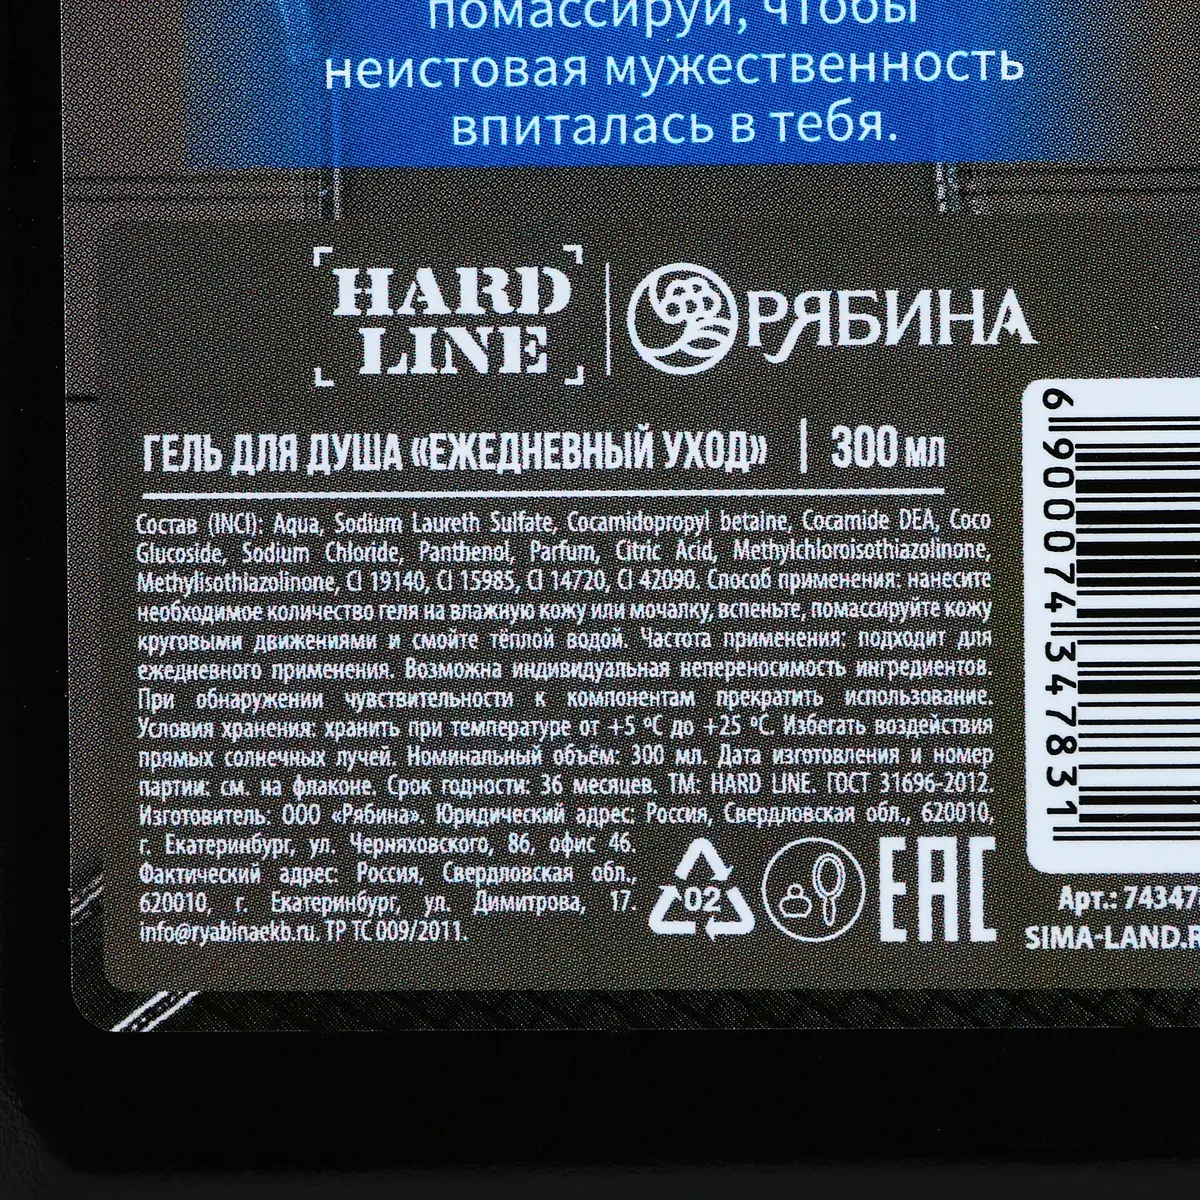 помассируй, чтобы
неистовая мужественность
впиталась в тебя.
HARD
LINE
РЯБИНА
ГЕЛЬ ДЛЯ ДУША «ЕЖЕДНЕВНЫЙ УХОД» | 300 мл
Состав (INCI): Aqua, Sodium Laureth Sulfate, Cocamidopropyl betaine, Cocamide DEA, Coco
Glucoside, Sodium Chloride, Panthenol, Parfum, Citric Acid, Methylchloroisothiazolinone,
Methylisothiazolinone, CI 19140, CI 15985, CI 14720, CI 42090. Способ применения: нанесите
необходимое количество геля на влажную кожу или мочалку, вспеньте, помассируйте кожу
круговыми движениями и смойте тёплой водой. Частота применения: подходит для
ежедневного применения. Возможна индивидуальная непереносимость ингредиентов.
При обнаружении чувствительности к компонентам прекратить использование.
Условия хранения: хранить при температуре от +5 °C до +25 °C. Избегать воздействия
прямых солнечных лучей. Номинальный объём: 300 мл. Дата изготовления и номер
партии: см. на флаконе. Срок годности: 36 месяцев. TM: HARD LINE. ГОСТ 31696-2012.
Изготовитель: ООО «Рябина». Юридический адрес: Россия, Свердловская обл., 620010,
г. Екатеринбург, ул. Черняховского, 86, офис 46.
Фактический адрес: Россия, Свердловская обл.,
620010, г. Екатеринбург, ул. Димитрова, 17.
info@ryabinaekb.ru. ТР ТС 009/2011.
02
EAC
6 900074 347831
Арт.: 74347
SIMA-LAND.R